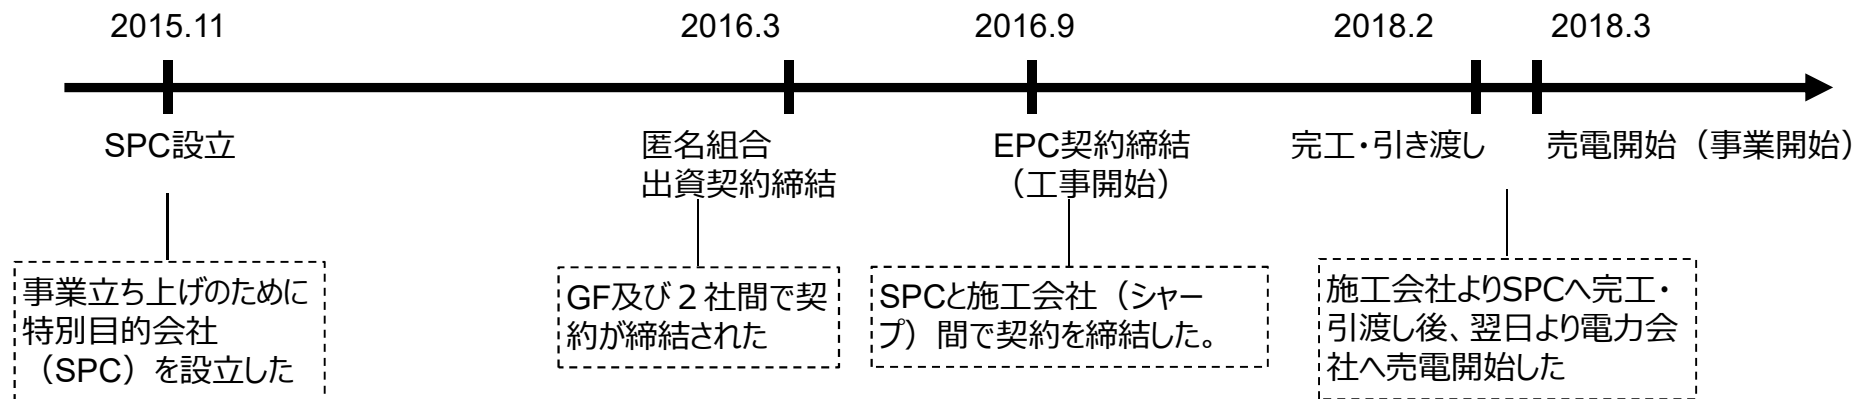 2015.11
2016.3
2016.9
2018.2
2018.3
SPC設立
匿名組合
出資契約締結
EPC契約締結
（工事開始）
完工・引き渡し
売電開始（事業開始）
事業立ち上げのために
特別目的会社
（SPC）を設立した
GF及び２社間で契
約が締結された
SPCと施工会社（シャー
プ）間で契約を締結した。
施工会社よりSPCへ完工・
引渡し後、翌日より電力会
社へ売電開始した